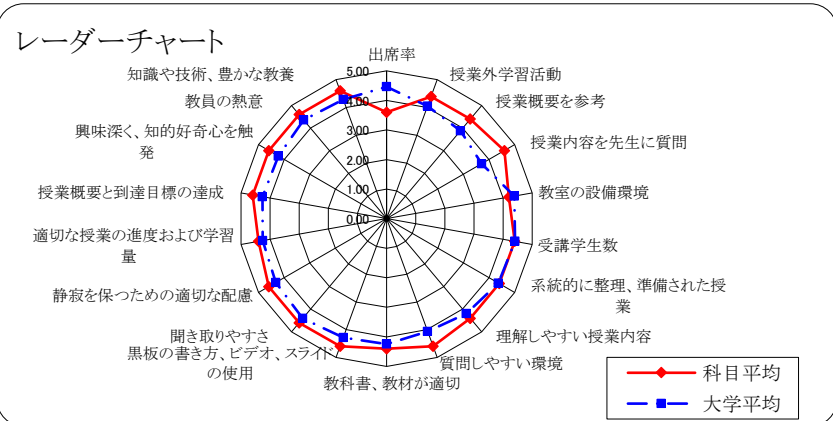 レーダーチャート
出席率
授業外学習活動
授業概要を参考
授業内容を先生に質問
教室の設備環境
受講学生数
系統的に整理、準備された授
業
理解しやすい授業内容
質問しやすい環境
教科書、教材が適切
黒板の書き方、ビデオ、スライド
の使用
聞き取りやすさ
静寂を保つための適切な配慮
適切な授業の進度および学習
量
授業概要と到達目標の達成
興味深く、知的好奇心を触
発
教員の熱意
知識や技術、豊かな教養
5.00
4.00
3.00
2.00
1.00
0.00
科目平均
大学平均